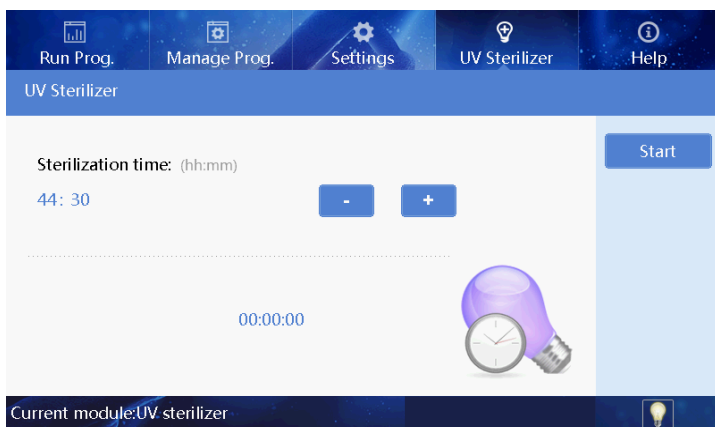 Run Prog. Manage Prog. Settings UV Sterilizer Help
UV Sterilizer
Sterilization time: (hh:mm)
Start
44: 30 - +
00:00:00
Current module:UV sterilizer